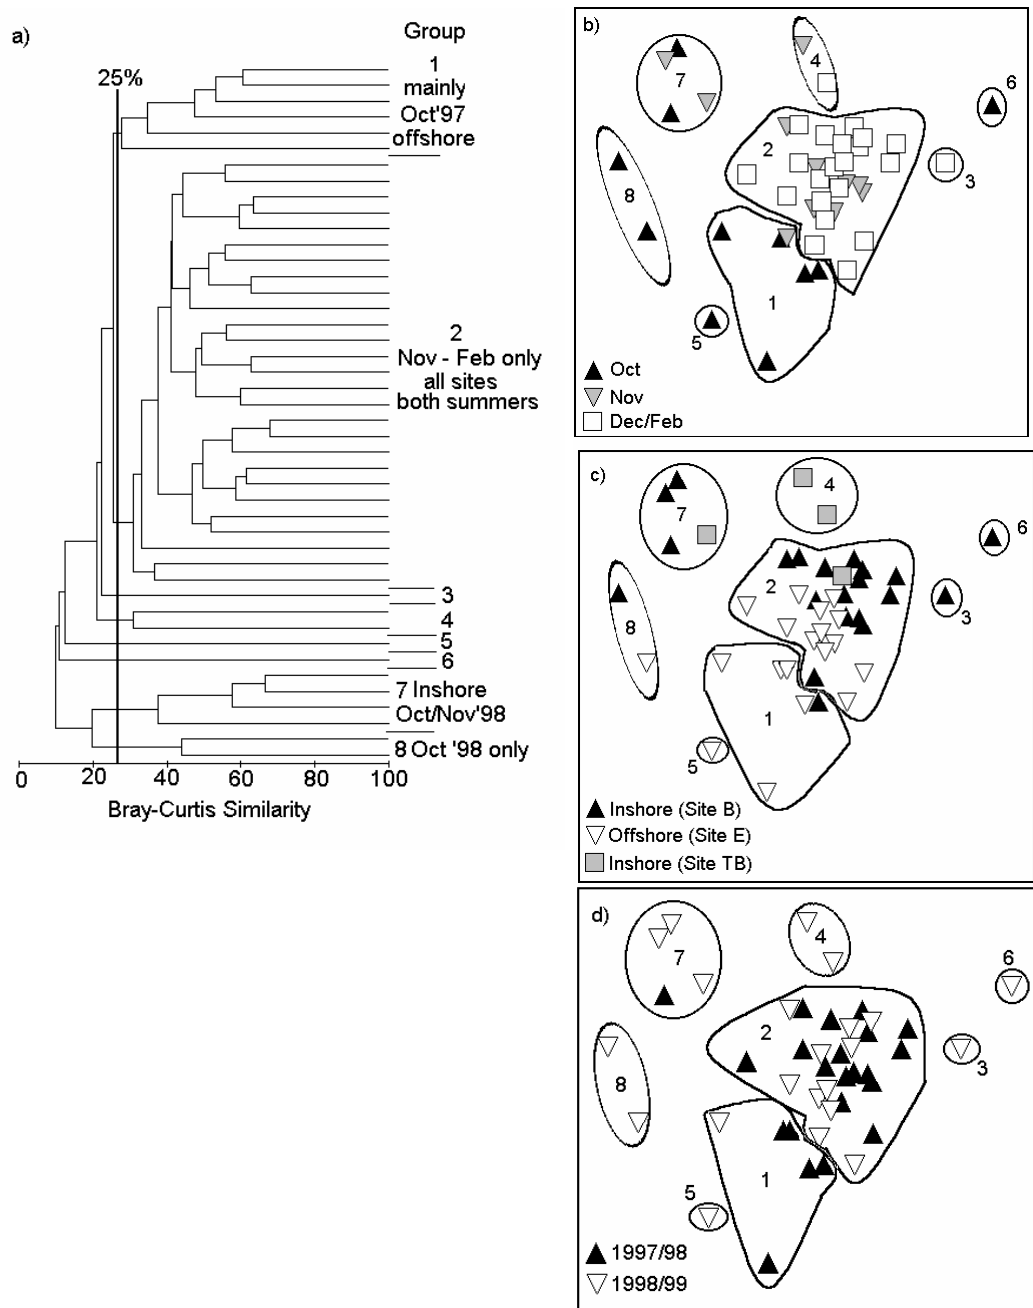 a)
Group
25%
1
mainly
Oct'97
offshore
2
Nov - Feb only
all sites
both summers
3
4
5
6
7 Inshore
Oct/Nov'98
8 Oct '98 only
0 20 40 60 80 100
Bray-Curtis Similarity
b)
4
7
6
2
3
8
1
5
Oct
Nov
Dec/Feb
c)
4
7
6
2
3
8
1
5
Inshore (Site B)
Offshore (Site E)
Inshore (Site TB)
d)
4
7
6
2
3
8
1
5
1997/98
1998/99